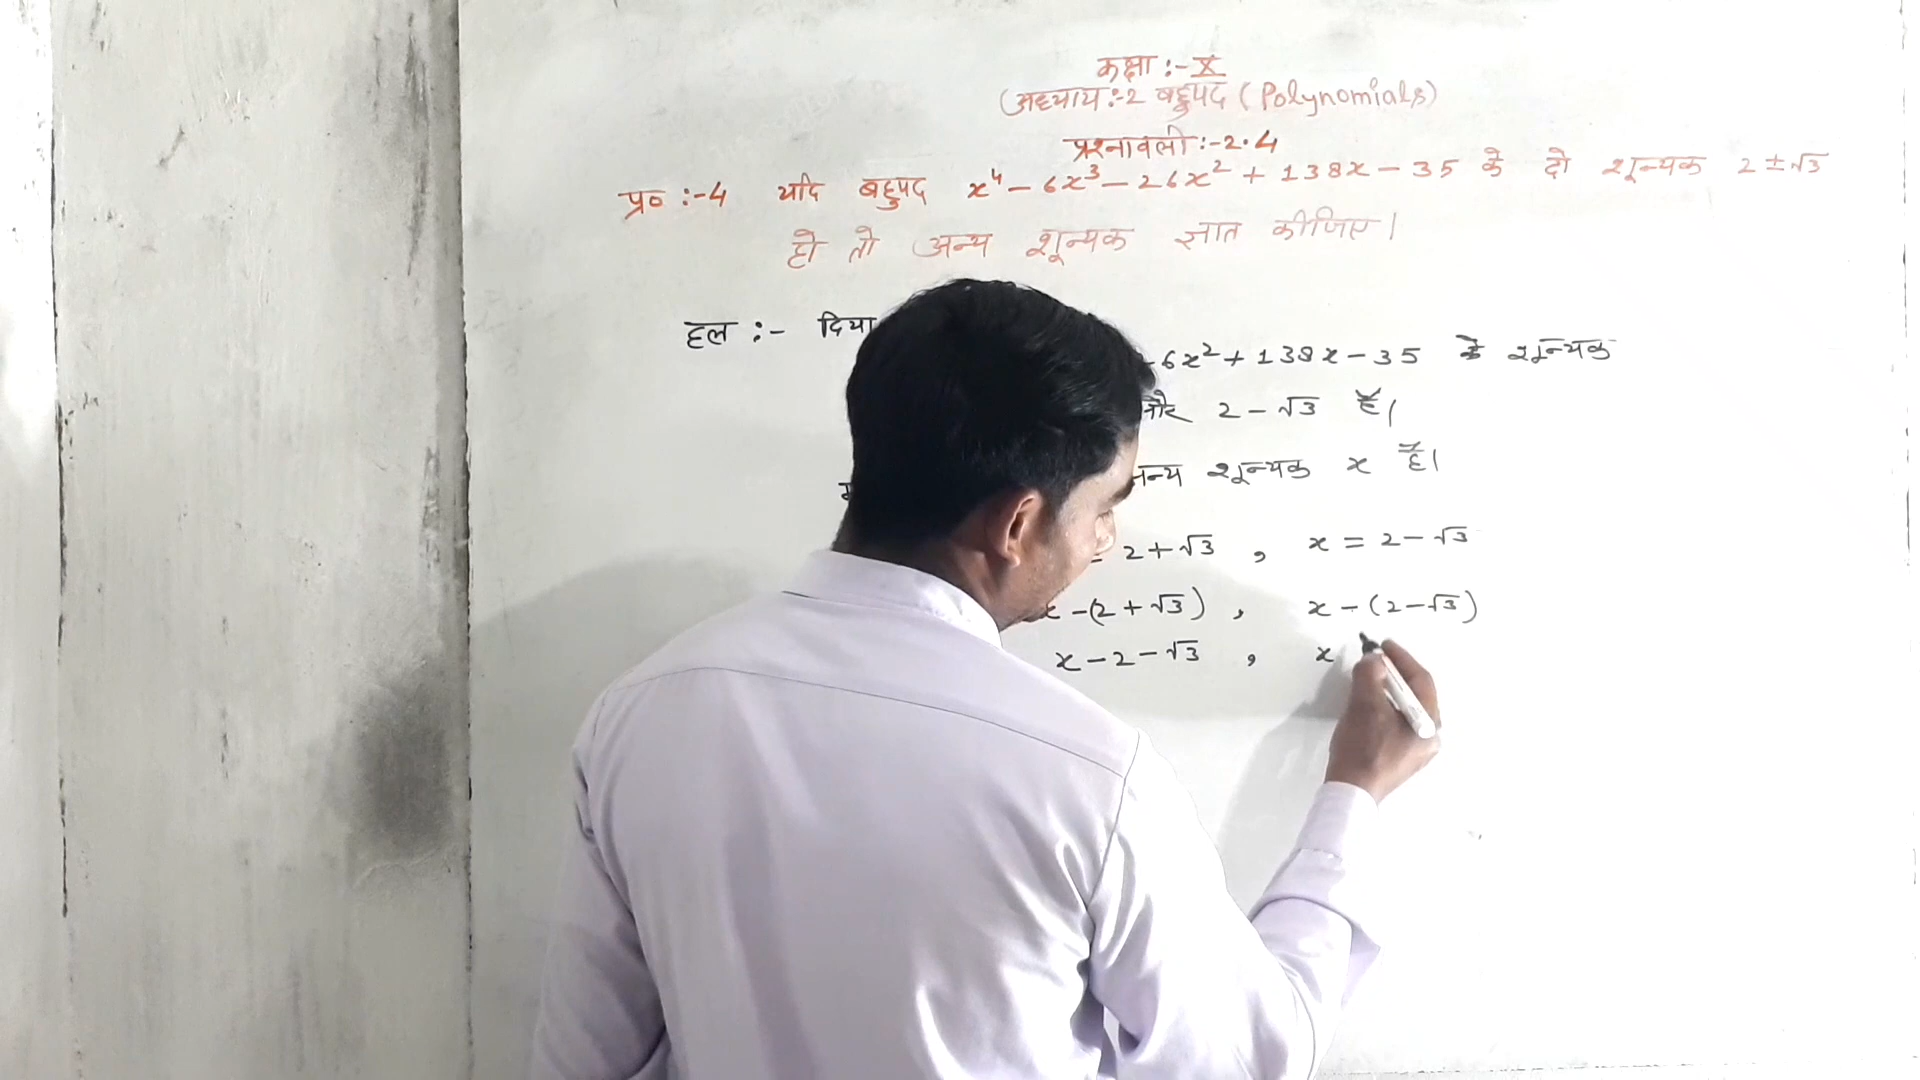 कक्षा :- X
अध्याय :- 2 बहुपद (Polynomials)
प्रश्नावली :- 2.4
प्र० :- 4 यदि बहुपद x⁴ - 6x³ - 26x² + 138x - 35 के दो शून्यक 2 ± √3
हो तो अन्य शून्यक ज्ञात कीजिए।
हल :- दिया
6x² + 138x - 35 के शून्यक
और 2 - √3 है।
अन्य शून्यक x है।
= 2 + √3 , x = 2 - √3
x - (2 + √3) , x - (2 - √3)
x - 2 - √3 , x